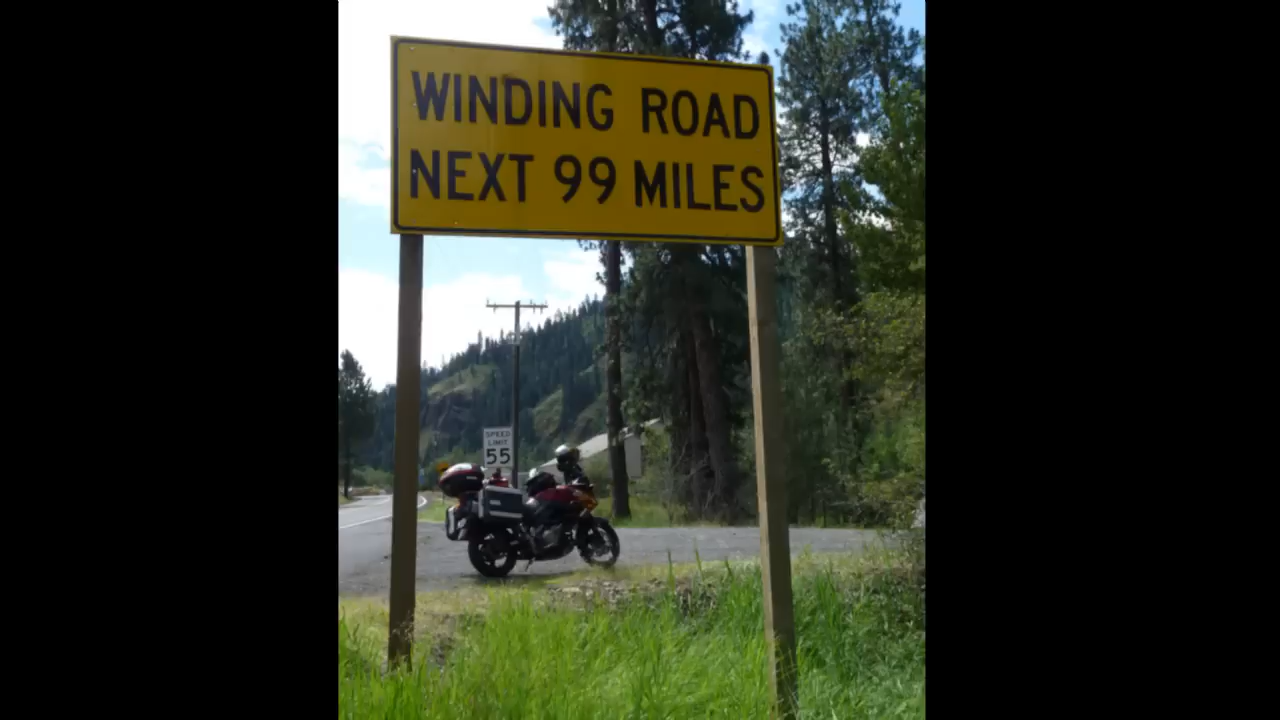 WINDING ROAD
NEXT 99 MILES
SPEED
LIMIT
55